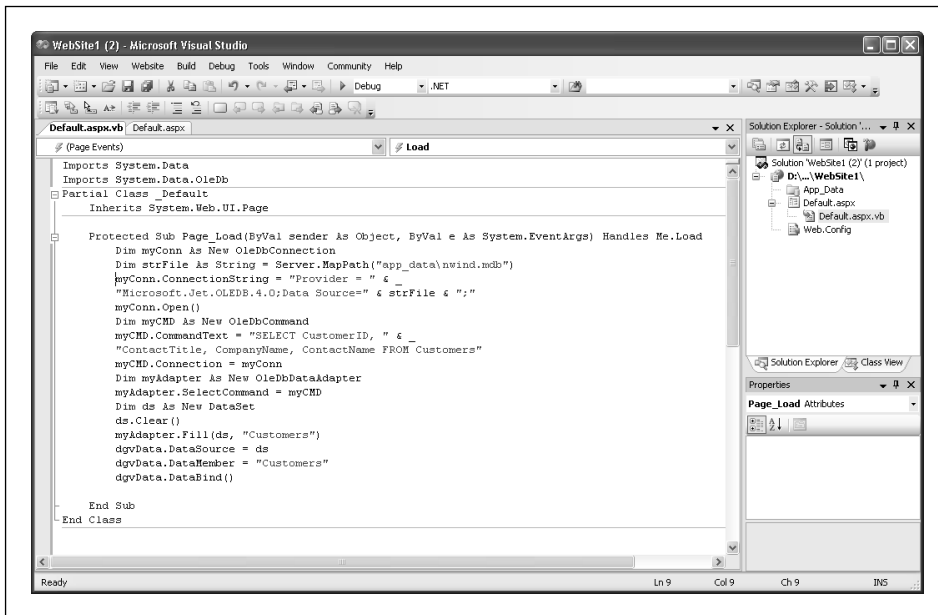 WebSite1 (2) - Microsoft Visual Studio
File Edit View Website Build Debug Tools Window Community Help
Debug .NET
Default.aspx.vb Default.aspx
(Page Events) Load
Imports System.Data
Imports System.Data.OleDb
Partial Class _Default
Inherits System.Web.UI.Page
Protected Sub Page_Load(ByVal sender As Object, ByVal e As System.EventArgs) Handles Me.Load
Dim myConn As New OleDbConnection
Dim strFile As String = Server.MapPath("app_data\nwind.mdb")
myConn.ConnectionString = "Provider = " & _
"Microsoft.Jet.OLEDB.4.0;Data Source=" & strFile & ";"
myConn.Open()
Dim myCMD As New OleDbCommand
myCMD.CommandText = "SELECT CustomerID, " & _
"ContactTitle, CompanyName, ContactName FROM Customers"
myCMD.Connection = myConn
Dim myAdapter As New OleDBDataAdapter
myAdapter.SelectCommand = myCMD
Dim ds As New DataSet
ds.Clear()
myAdapter.Fill(ds, "Customers")
dgvData.DataSource = ds
dgvData.DataMember = "Customers"
dgvData.DataBind()
End Sub
End Class
Solution Explorer - Solution '...
Solution 'WebSite1 (2)' (1 project)
D:\...\WebSite1\
App_Data
Default.aspx
Default.aspx.vb
Web.Config
Solution Explorer Class View
Properties
Page_Load Attributes
Ready Ln 9 Col 9 Ch 9 INS